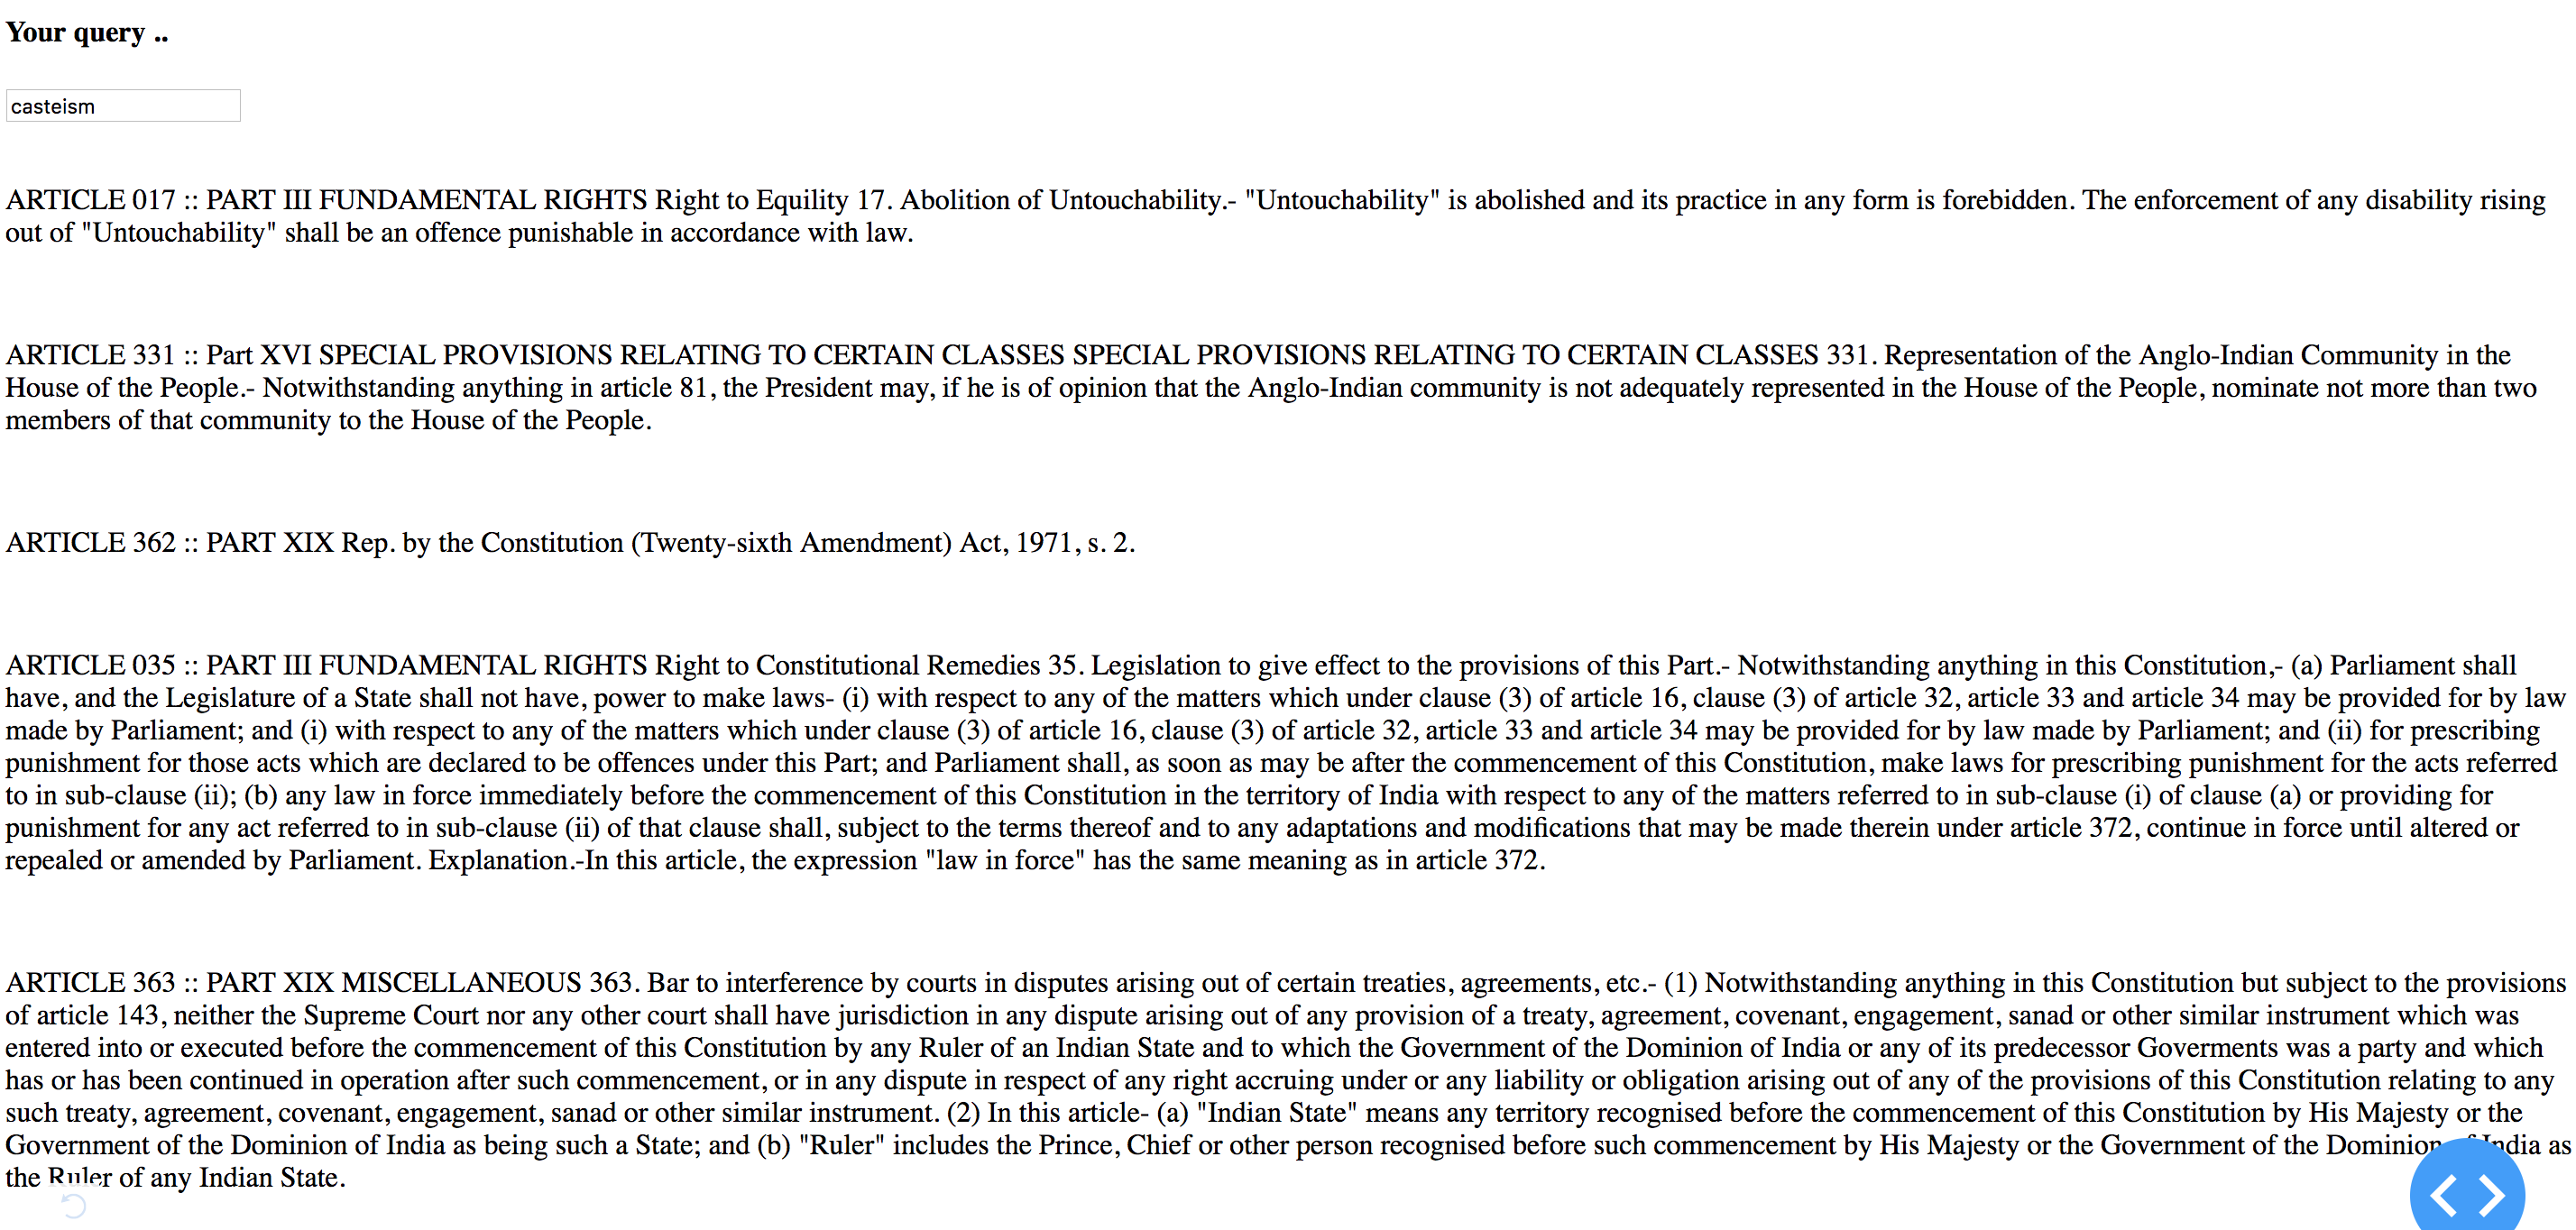 Your query ..
casteism
ARTICLE 017 :: PART III FUNDAMENTAL RIGHTS Right to Equility 17. Abolition of Untouchability.- "Untouchability" is abolished and its practice in any form is forebidden. The enforcement of any disability rising
out of "Untouchability" shall be an offence punishable in accordance with law.
ARTICLE 331 :: Part XVI SPECIAL PROVISIONS RELATING TO CERTAIN CLASSES SPECIAL PROVISIONS RELATING TO CERTAIN CLASSES 331. Representation of the Anglo-Indian Community in the
House of the People.- Notwithstanding anything in article 81, the President may, if he is of opinion that the Anglo-Indian community is not adequately represented in the House of the People, nominate not more than two
members of that community to the House of the People.
ARTICLE 362 :: PART XIX Rep. by the Constitution (Twenty-sixth Amendment) Act, 1971, s. 2.
ARTICLE 035 :: PART III FUNDAMENTAL RIGHTS Right to Constitutional Remedies 35. Legislation to give effect to the provisions of this Part.- Notwithstanding anything in this Constitution,- (a) Parliament shall
have, and the Legislature of a State shall not have, power to make laws- (i) with respect to any of the matters which under clause (3) of article 16, clause (3) of article 32, article 33 and article 34 may be provided for by law
made by Parliament; and (i) with respect to any of the matters which under clause (3) of article 16, clause (3) of article 32, article 33 and article 34 may be provided for by law made by Parliament; and (ii) for prescribing
punishment for those acts which are declared to be offences under this Part; and Parliament shall, as soon as may be after the commencement of this Constitution, make laws for prescribing punishment for the acts referred
to in sub-clause (ii); (b) any law in force immediately before the commencement of this Constitution in the territory of India with respect to any of the matters referred to in sub-clause (i) of clause (a) or providing for
punishment for any act referred to in sub-clause (ii) of that clause shall, subject to the terms thereof and to any adaptations and modifications that may be made therein under article 372, continue in force until altered or
repealed or amended by Parliament. Explanation.-In this article, the expression "law in force" has the same meaning as in article 372.
ARTICLE 363 :: PART XIX MISCELLANEOUS 363. Bar to interference by courts in disputes arising out of certain treaties, agreements, etc.- (1) Notwithstanding anything in this Constitution but subject to the provisions
of article 143, neither the Supreme Court nor any other court shall have jurisdiction in any dispute arising out of any provision of a treaty, agreement, covenant, engagement, sanad or other similar instrument which was
entered into or executed before the commencement of this Constitution by any Ruler of an Indian State and to which the Government of the Dominion of India or any of its predecessor Goverments was a party and which
has or has been continued in operation after such commencement, or in any dispute in respect of any right accruing under or any liability or obligation arising out of any of the provisions of this Constitution relating to any
such treaty, agreement, covenant, engagement, sanad or other similar instrument. (2) In this article- (a) "Indian State" means any territory recognised before the commencement of this Constitution by His Majesty or the
Government of the Dominion of India as being such a State; and (b) "Ruler" includes the Prince, Chief or other person recognised before such commencement by His Majesty or the Government of the Dominion of India as
the Ruler of any Indian State.